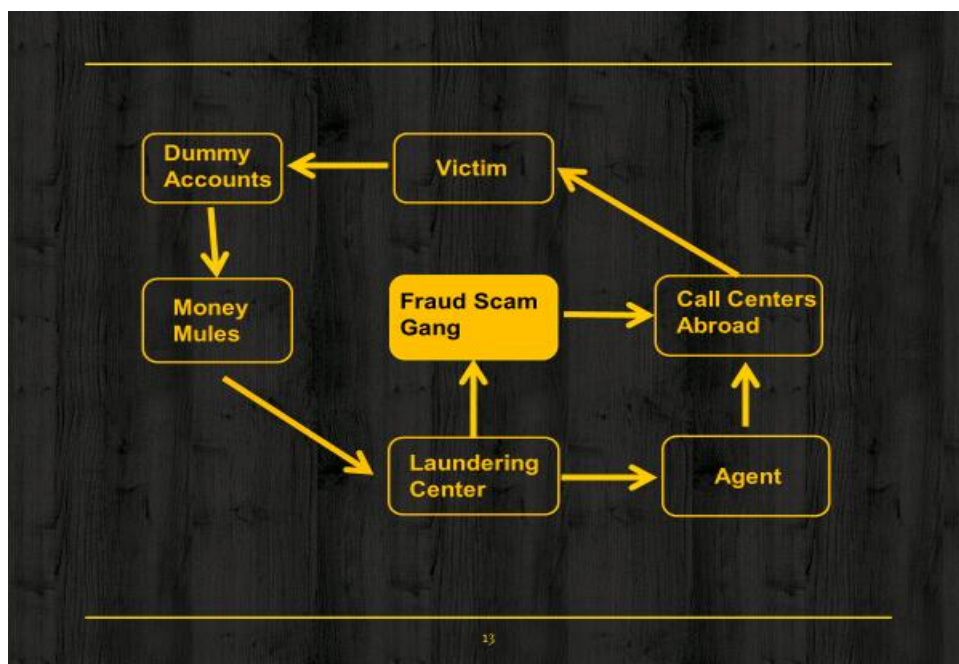 Dummy
Accounts
Victim
Money
Mules
Fraud Scam
Gang
Call Centers
Abroad
Laundering
Center
Agent
13